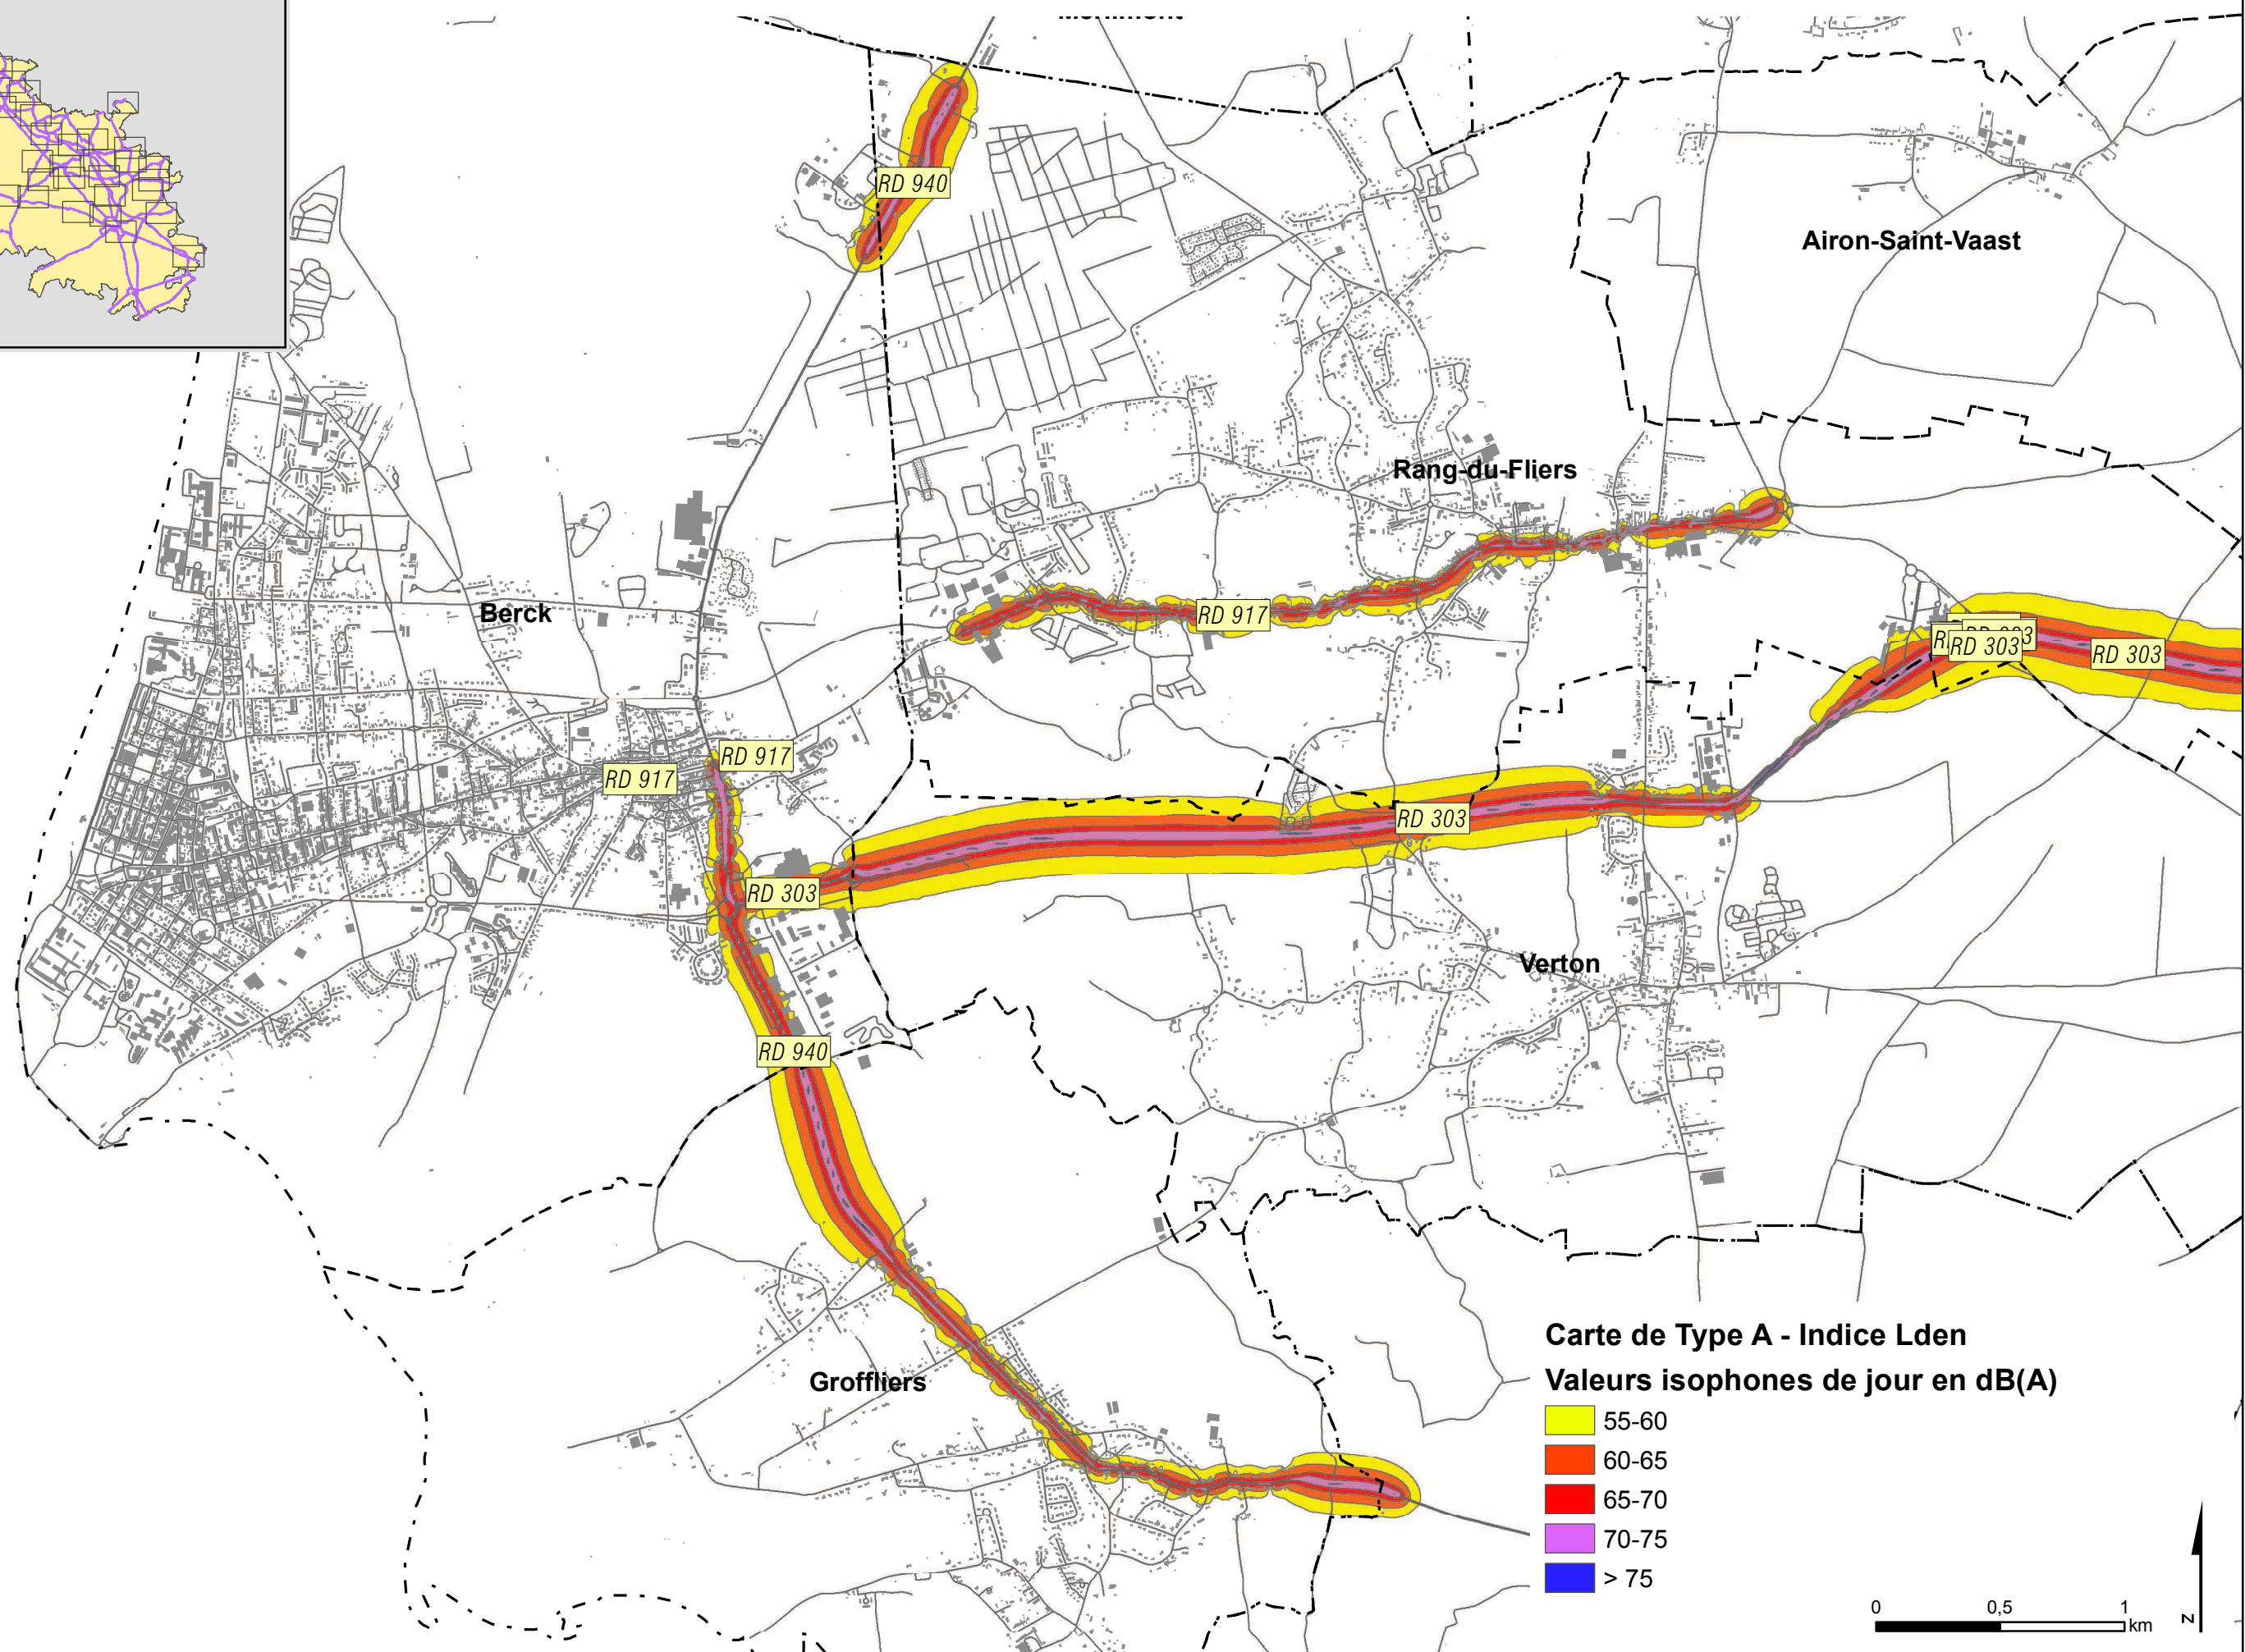 RD 940
Airon-Saint-Vaast
Rang-du-Fliers
Berck
RD 917
RD 303
RD 303
RD 917
RD 917
RD 303
RD 303
Verton
RD 940
Groffliers
Carte de Type A - Indice Lden
Valeurs isophones de jour en dB(A)
55-60
60-65
65-70
70-75
> 75
0 0,5 1
km
N